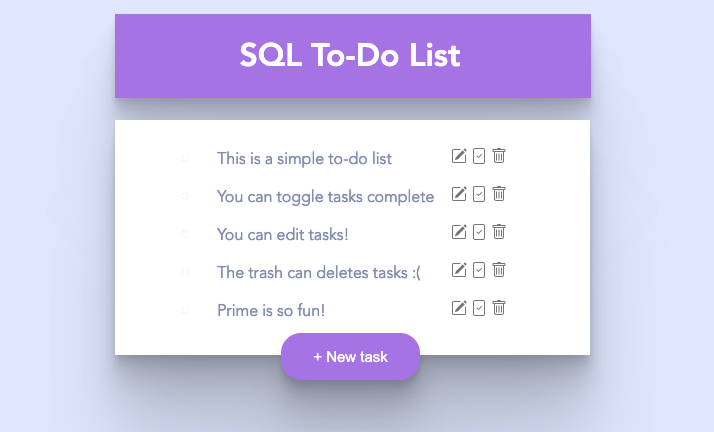 SQL To-Do List
This is a simple to-do list
You can toggle tasks complete
You can edit tasks!
The trash can deletes tasks :(
Prime is so fun!
+ New task